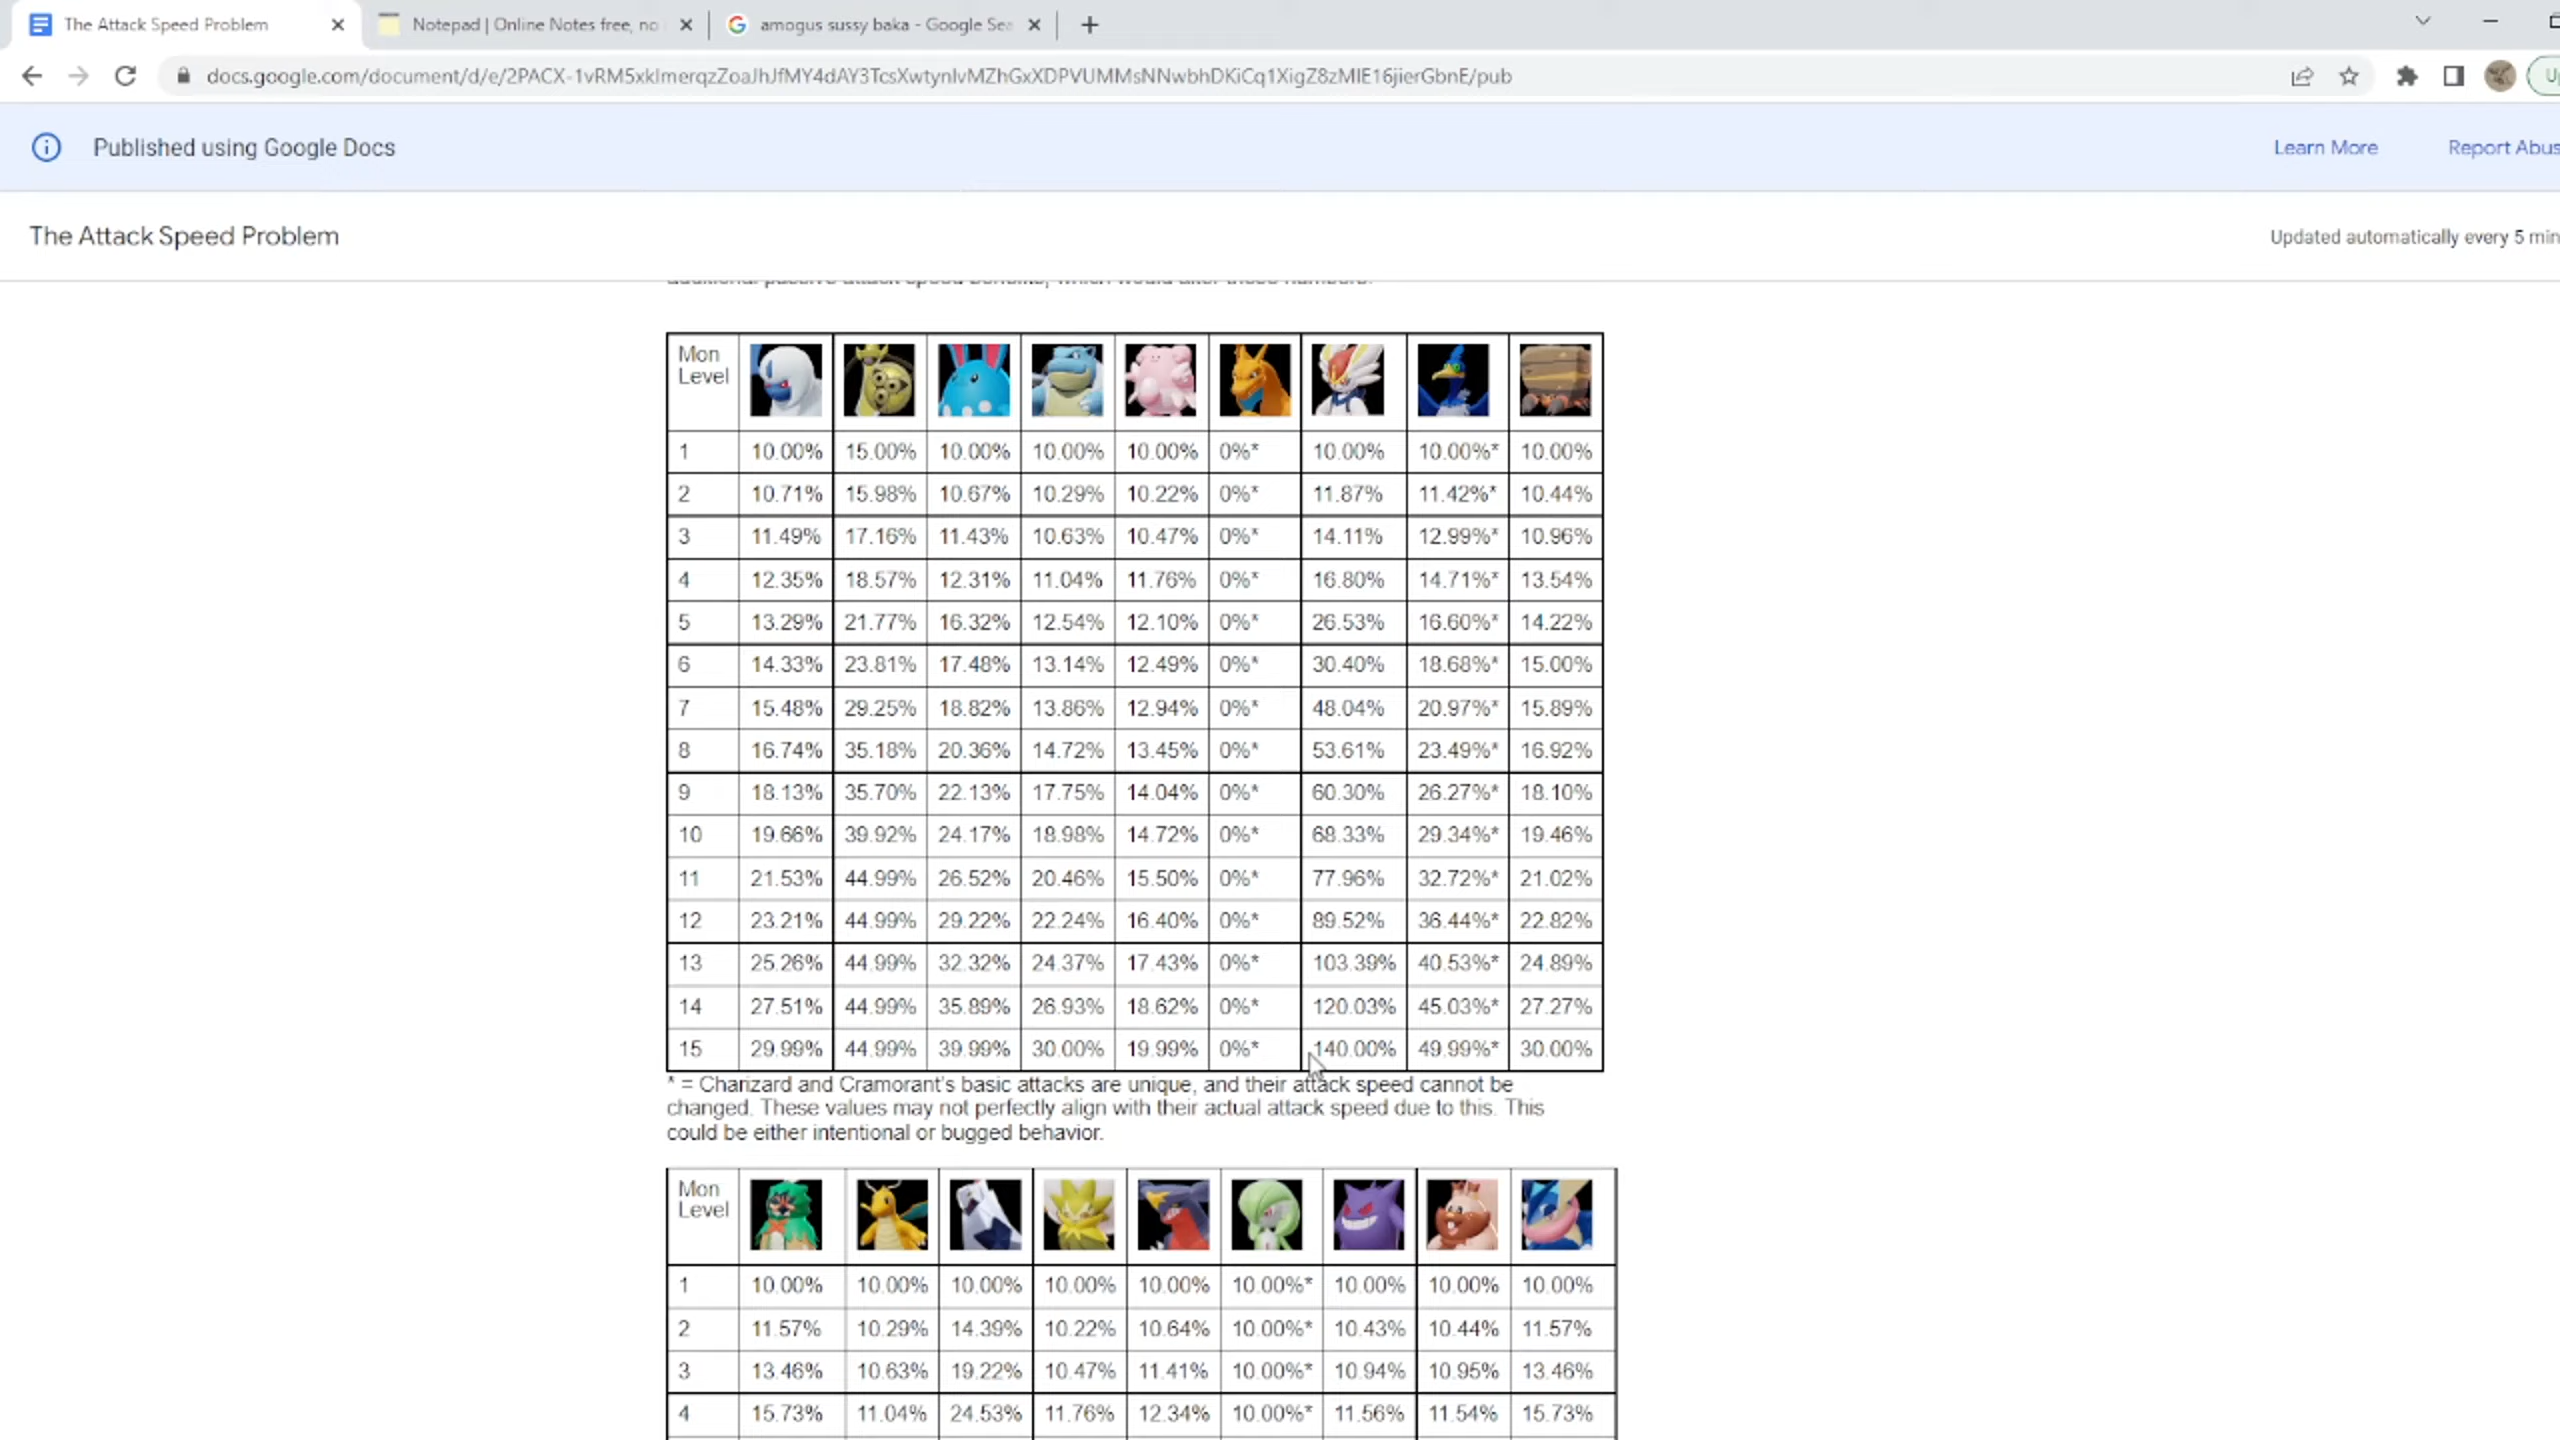 The Attack Speed Problem
Notepad | Online Notes free, no
amogus sussy baka - Google Sea
docs.google.com/document/d/e/2PACX-1vRM5xkImerqzZoaJhJfMY4dAY3TcsXwtynlvMZhGxXDPVUMMsNNwbhDKiCq1XigZ8zMIE16jierGbnE/pub
Up
Published using Google Docs
Learn More
Report Abus
The Attack Speed Problem
Updated automatically every 5 min
additional passive attack speed benefits, which would alter these numbers.
Mon
Level
1 10.00% 15.00% 10.00% 10.00% 10.00% 0%* 10.00% 10.00%* 10.00%
2 10.71% 15.98% 10.67% 10.29% 10.22% 0%* 11.87% 11.42%* 10.44%
3 11.49% 17.16% 11.43% 10.63% 10.47% 0%* 14.11% 12.99%* 10.96%
4 12.35% 18.57% 12.31% 11.04% 11.76% 0%* 16.80% 14.71%* 13.54%
5 13.29% 21.77% 16.32% 12.54% 12.10% 0%* 26.53% 16.60%* 14.22%
6 14.33% 23.81% 17.48% 13.14% 12.49% 0%* 30.40% 18.68%* 15.00%
7 15.48% 29.25% 18.82% 13.86% 12.94% 0%* 48.04% 20.97%* 15.89%
8 16.74% 35.18% 20.36% 14.72% 13.45% 0%* 53.61% 23.49%* 16.92%
9 18.13% 35.70% 22.13% 17.75% 14.04% 0%* 60.30% 26.27%* 18.10%
10 19.66% 39.92% 24.17% 18.98% 14.72% 0%* 68.33% 29.34%* 19.46%
11 21.53% 44.99% 26.52% 20.46% 15.50% 0%* 77.96% 32.72%* 21.02%
12 23.21% 44.99% 29.22% 22.24% 16.40% 0%* 89.52% 36.44%* 22.82%
13 25.26% 44.99% 32.32% 24.37% 17.43% 0%* 103.39% 40.53%* 24.89%
14 27.51% 44.99% 35.89% 26.93% 18.62% 0%* 120.03% 45.03%* 27.27%
15 29.99% 44.99% 39.99% 30.00% 19.99% 0%* 140.00% 49.99%* 30.00%
* = Charizard and Cramorant's basic attacks are unique, and their attack speed cannot be
changed. These values may not perfectly align with their actual attack speed due to this. This
could be either intentional or bugged behavior.
Mon
Level
1 10.00% 10.00% 10.00% 10.00% 10.00% 10.00%* 10.00% 10.00% 10.00%
2 11.57% 10.29% 14.39% 10.22% 10.64% 10.00%* 10.43% 10.44% 11.57%
3 13.46% 10.63% 19.22% 10.47% 11.41% 10.00%* 10.94% 10.95% 13.46%
4 15.73% 11.04% 24.53% 11.76% 12.34% 10.00%* 11.56% 11.54% 15.73%